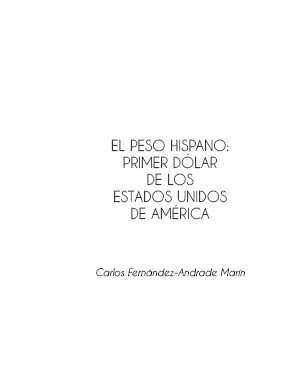 EL PESO HISPANO:
PRIMER DÓLAR
DE LOS
ESTADOS UNIDOS
DE AMÉRICA
Carlos Fernández-Andrade Marín